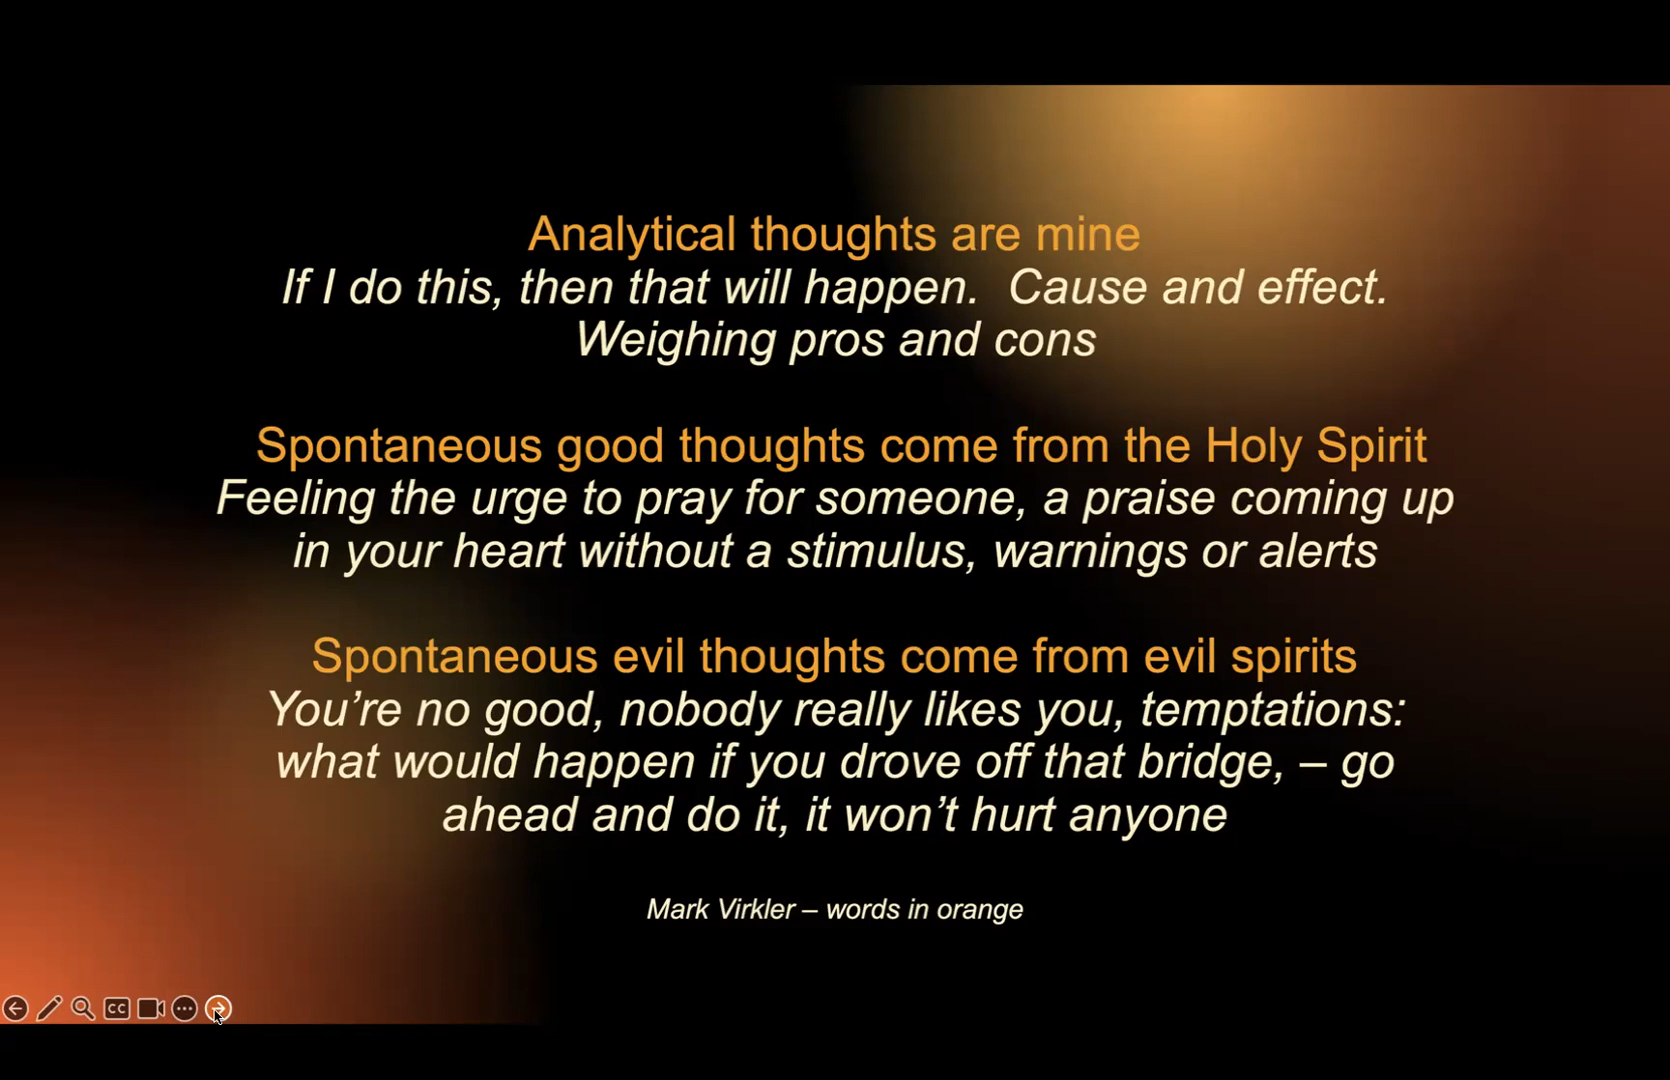 Analytical thoughts are mine
If I do this, then that will happen.  Cause and effect.
Weighing pros and cons
Spontaneous good thoughts come from the Holy Spirit
Feeling the urge to pray for someone, a praise coming up
in your heart without a stimulus, warnings or alerts
Spontaneous evil thoughts come from evil spirits
You’re no good, nobody really likes you, temptations:
what would happen if you drove off that bridge, – go
ahead and do it, it won’t hurt anyone
Mark Virkler – words in orange
CC